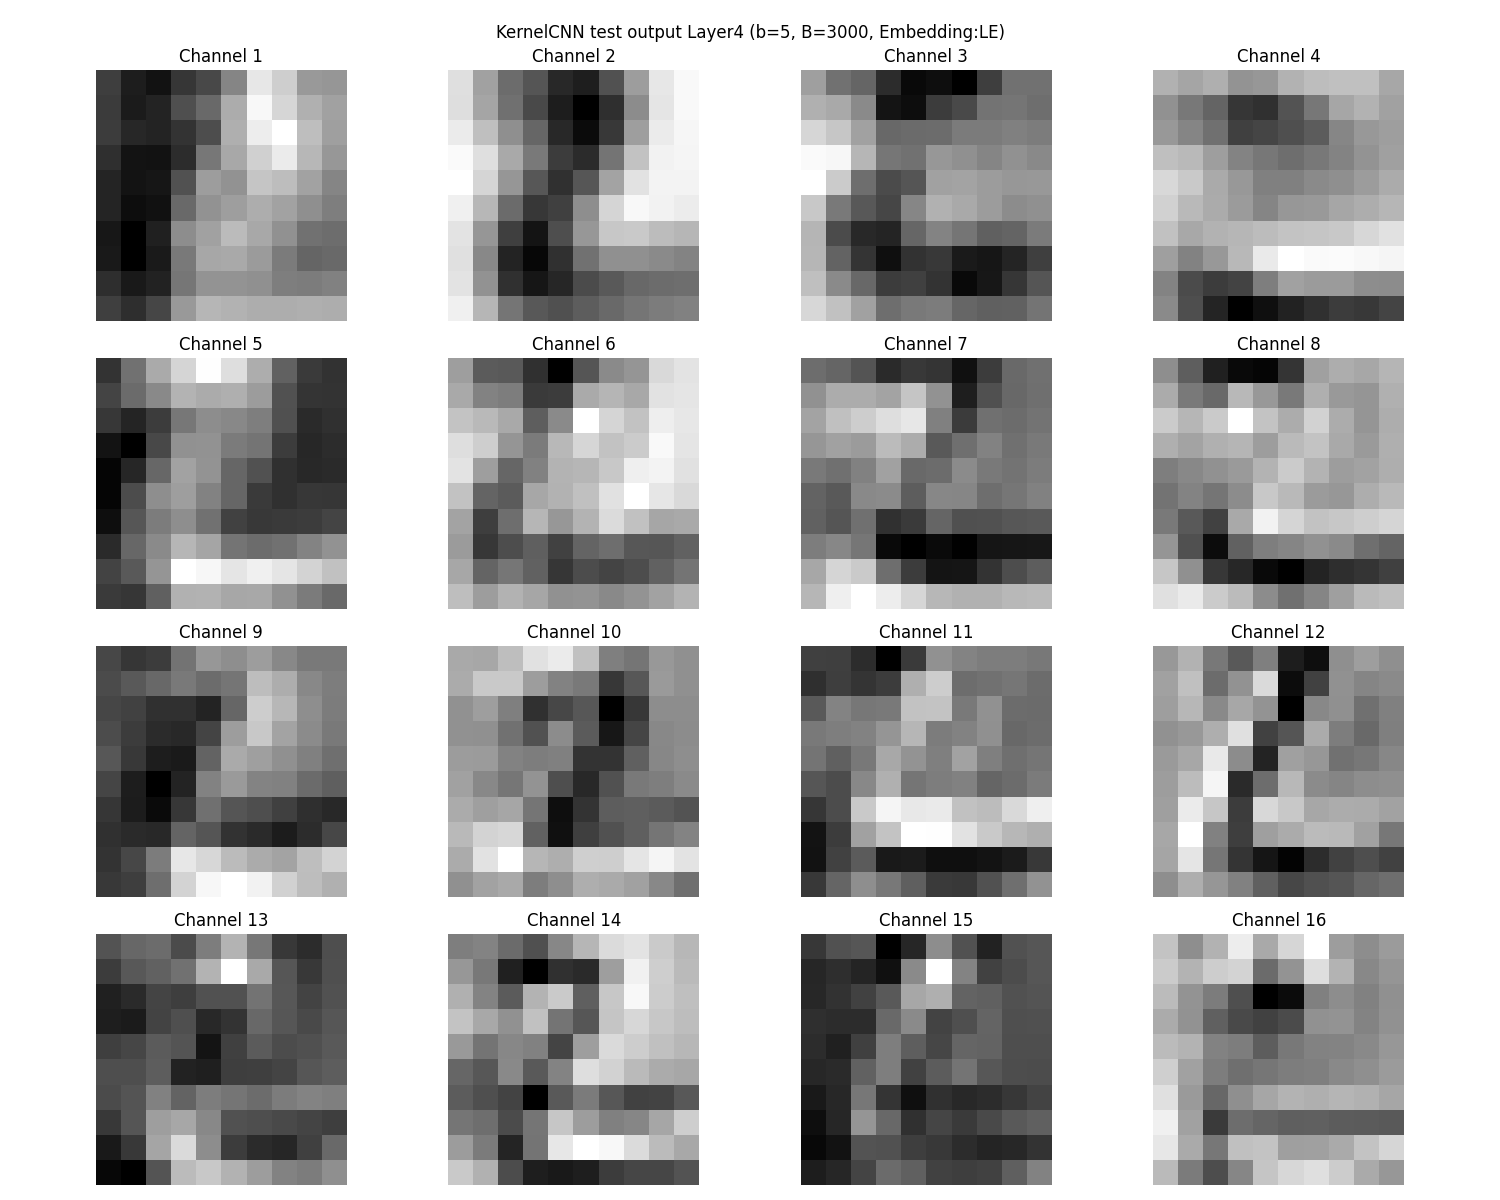 KernelCNN test output Layer4 (b=5, B=3000, Embedding:LE)
Channel 1
Channel 2
Channel 3
Channel 4
Channel 5
Channel 6
Channel 7
Channel 8
Channel 9
Channel 10
Channel 11
Channel 12
Channel 13
Channel 14
Channel 15
Channel 16